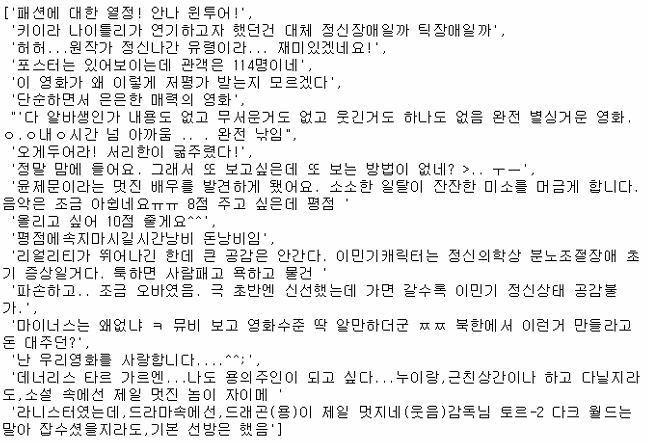 ['패션에 대한 열정! 안나 윈투어!',
'키이라 나이틀리가 연기하고자 했던건 대체 정신장애일까 틱장애일까',
'허허...원작가 정신나간 유령이라... 재미있겠네요!',
'포스터는 있어보이는데 관객은 114명이네',
'이 영화가 왜 이렇게 저평가 받는지 모르겠다',
'단순하면서 은은한 매력의 영화',
"'다 알바생인가 내용도 없고 무서운거도 없고 웃긴거도 하나도 없음 완전 별싱거운 영화.
ㅇ.ㅇ내ㅇ시간 넘 아까움 .. . 완전 낚임",
'오게두어라! 서리한이 굶주렸다!',
'정말 맘에 들어요. 그래서 또 보고싶은데 또 보는 방법이 없네? >.. ㅜㅡ',
'윤제문이라는 멋진 배우를 발견하게 됐어요. 소소한 일탈이 잔잔한 미소를 머금게 합니다.
음악은 조금 아쉽네요ㅠㅠ 8점 주고 싶은데 평점 '
'올리고 싶어 10점 줄게요^^',
'평점에속지마시길시간낭비 돈낭비임',
'리얼리티가 뛰어나긴 한데 큰 공감은 안간다. 이민기캐릭터는 정신의학상 분노조절장애 초
기 증상일거다. 툭하면 사람패고 욕하고 물건 '
'파손하고.. 조금 오바였음. 극 초반엔 신선했는데 가면 갈수록 이민기 정신상태 공감불
가.',
'마이너스는 왜없냐 ㅋ 뮤비 보고 영화수준 딱 알만하더군 ㅉㅉ 북한에서 이런거 만들라고
돈 대주던?',
'난 우리영화를 사랑합니다....^^;',
'데너리스 타르 가르옌...나도 용의주인이 되고 싶다...누이랑,근친상간이나 하고 다닐지라
도,소설 속에선 제일 멋진 놈이 자이메 '
'라니스터였는데,드라마속에선,드래곤(용)이 제일 멋지네(웃음)감독님 토르-2 다크 월드는
말아 잡수셨을지라도,기본 선방은 했음']